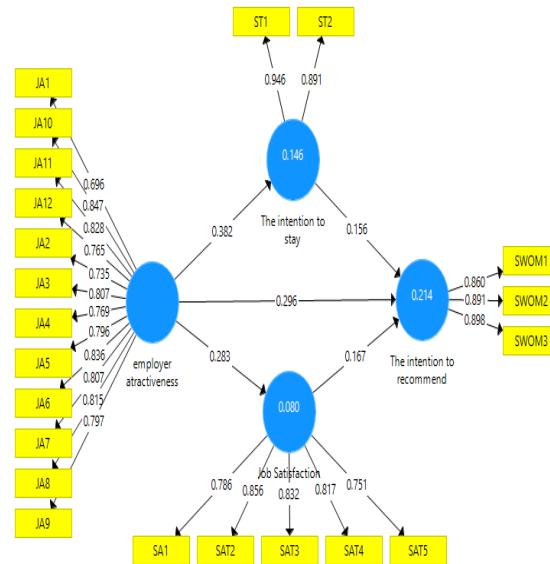 ST1
ST2
JA1
JA10
JA11
JA12
JA2
JA3
JA4
JA5
JA6
JA7
JA8
JA9
0.946
0.891
0.696
0.847
0.828
0.765
0.735
0.807
0.769
0.796
0.836
0.807
0.815
0.797
0.146
The intention to
stay
0.382
0.156
0.296
employer
atractiveness
0.283
0.167
0.214
The intention to
recommend
0.860
0.891
0.898
SWOM1
SWOM2
SWOM3
0.080
Job Satisfaction
0.786
0.856
0.832
0.817
0.751
SA1
SAT2
SAT3
SAT4
SAT5